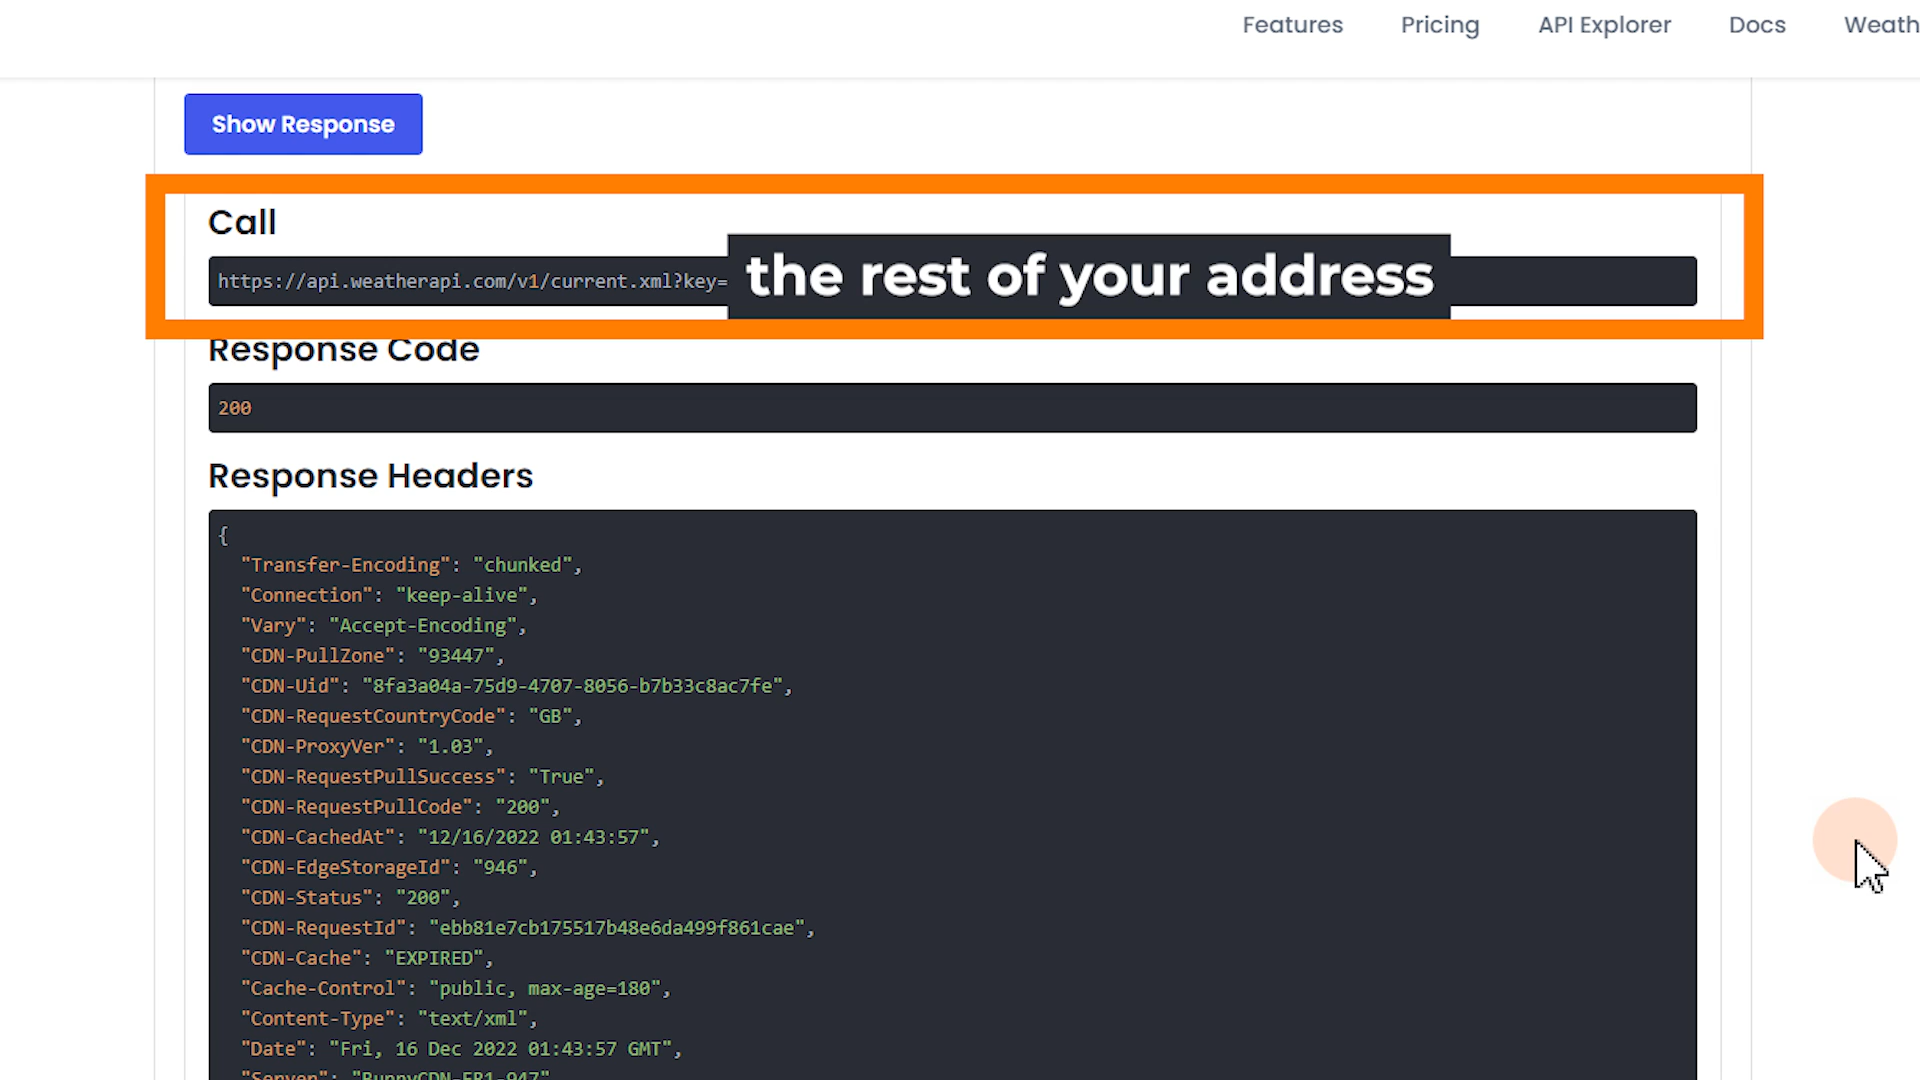 Features Pricing API Explorer Docs Weath
Show Response
Call
https://api.weatherapi.com/v1/current.xml?key= the rest of your address
Response Code
200
Response Headers
{
"Transfer-Encoding": "chunked",
"Connection": "keep-alive",
"Vary": "Accept-Encoding",
"CDN-PullZone": "93447",
"CDN-Uid": "8fa3a04a-75d9-4707-8056-b7b33c8ac7fe",
"CDN-RequestCountryCode": "GB",
"CDN-ProxyVer": "1.03",
"CDN-RequestPullSuccess": "True",
"CDN-RequestPullCode": "200",
"CDN-CachedAt": "12/16/2022 01:43:57",
"CDN-EdgeStorageId": "946",
"CDN-Status": "200",
"CDN-RequestId": "ebb81e7cb175517b48e6da499f861cae",
"CDN-Cache": "EXPIRED",
"Cache-Control": "public, max-age=180",
"Content-Type": "text/xml",
"Date": "Fri, 16 Dec 2022 01:43:57 GMT",
"Server": "BunnyCDN-FR1-947"